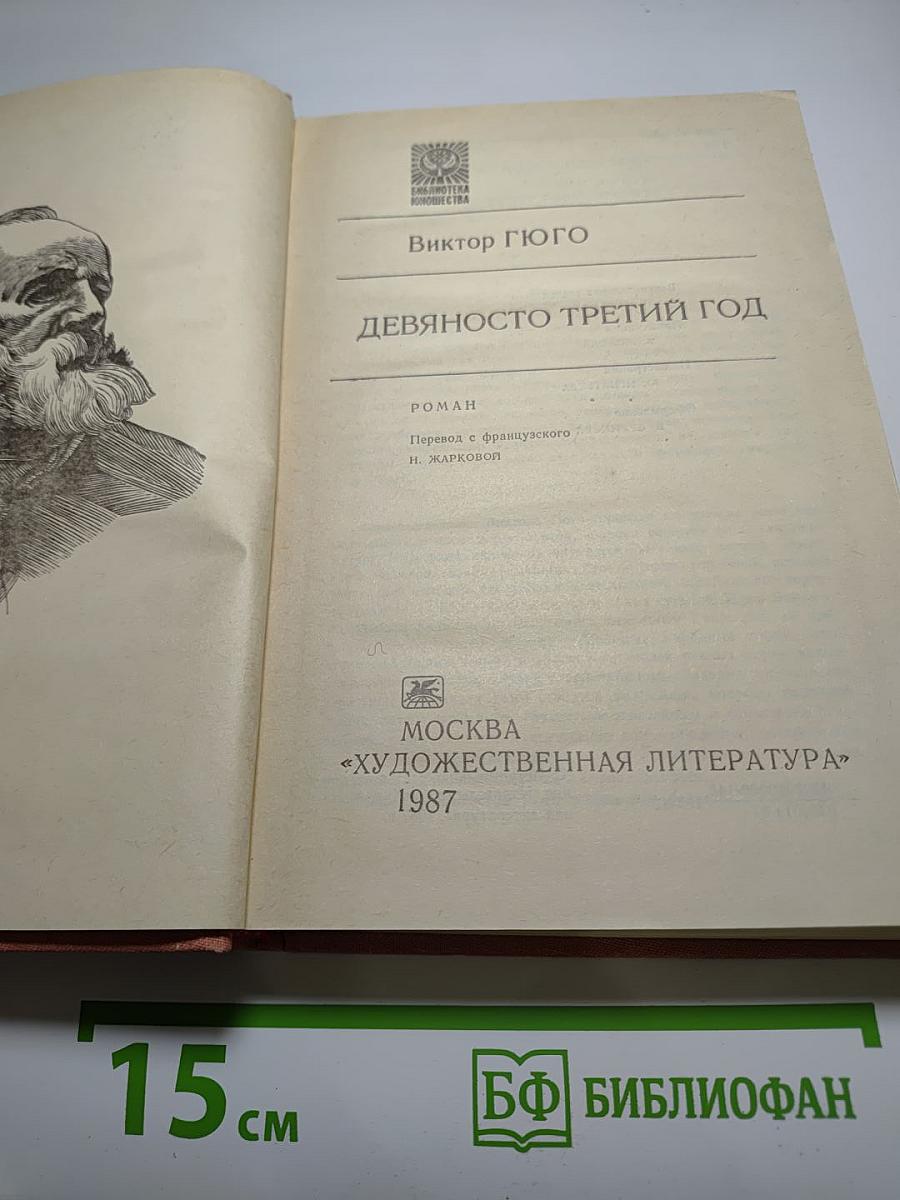 БИБЛИОТЕКА
ЮНОШЕСТВА
Виктор ГЮГО
ДЕВЯНОСТО ТРЕТИЙ ГОД
РОМАН
Перевод с французского
Н. ЖАРКОВОЙ
МОСКВА
«ХУДОЖЕСТВЕННАЯ ЛИТЕРАТУРА»
1987
15 см
БФ БИБЛИОФАН